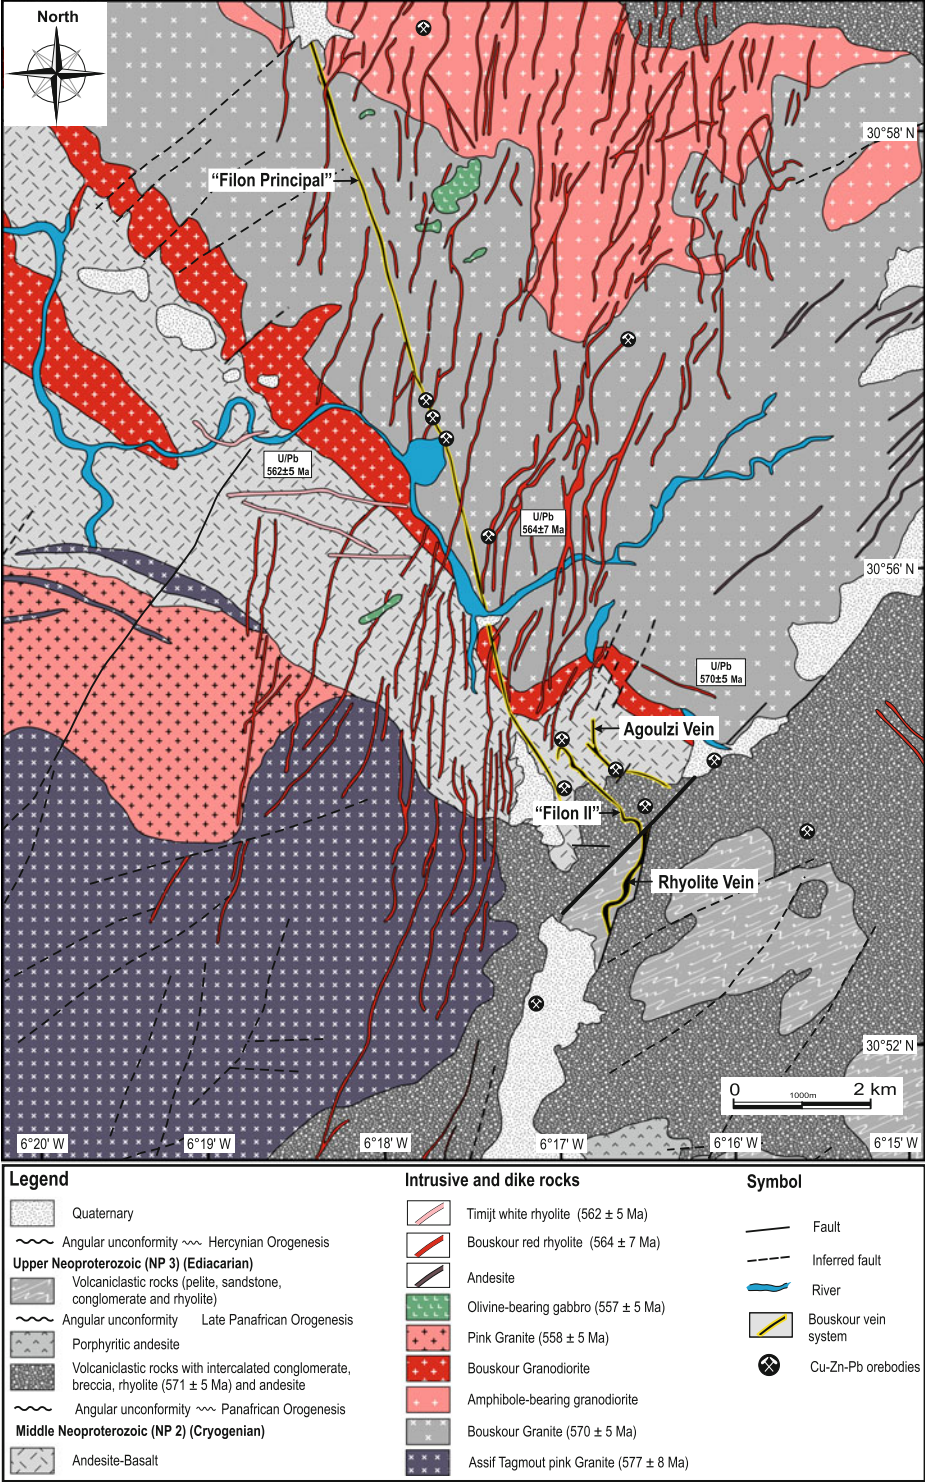 North
30°58' N
"Filon Principal"
U/Pb
562±5 Ma
U/Pb
564±7 Ma
30°56' N
U/Pb
570±5 Ma
Agoulzi Vein
"Filon II"
Rhyolite Vein
30°52' N
0 1000m 2 km
6°20' W 6°19' W 6°18' W 6°17' W 6°16' W 6°15' W
Legend
Quaternary
Angular unconformity Hercynian Orogenesis
Upper Neoproterozoic (NP 3) (Ediacarian)
Volcaniclastic rocks (pelite, sandstone,
conglomerate and rhyolite)
Angular unconformity Late Panafrican Orogenesis
Porphyritic andesite
Volcaniclastic rocks with intercalated conglomerate,
breccia, rhyolite (571 ± 5 Ma) and andesite
Angular unconformity Panafrican Orogenesis
Middle Neoproterozoic (NP 2) (Cryogenian)
Andesite-Basalt
Intrusive and dike rocks
Timijt white rhyolite (562 ± 5 Ma)
Bouskour red rhyolite (564 ± 7 Ma)
Andesite
Olivine-bearing gabbro (557 ± 5 Ma)
Pink Granite (558 ± 5 Ma)
Bouskour Granodiorite
Amphibole-bearing granodiorite
Bouskour Granite (570 ± 5 Ma)
Assif Tagmout pink Granite (577 ± 8 Ma)
Symbol
Fault
Inferred fault
River
Bouskour vein
system
Cu-Zn-Pb orebodies